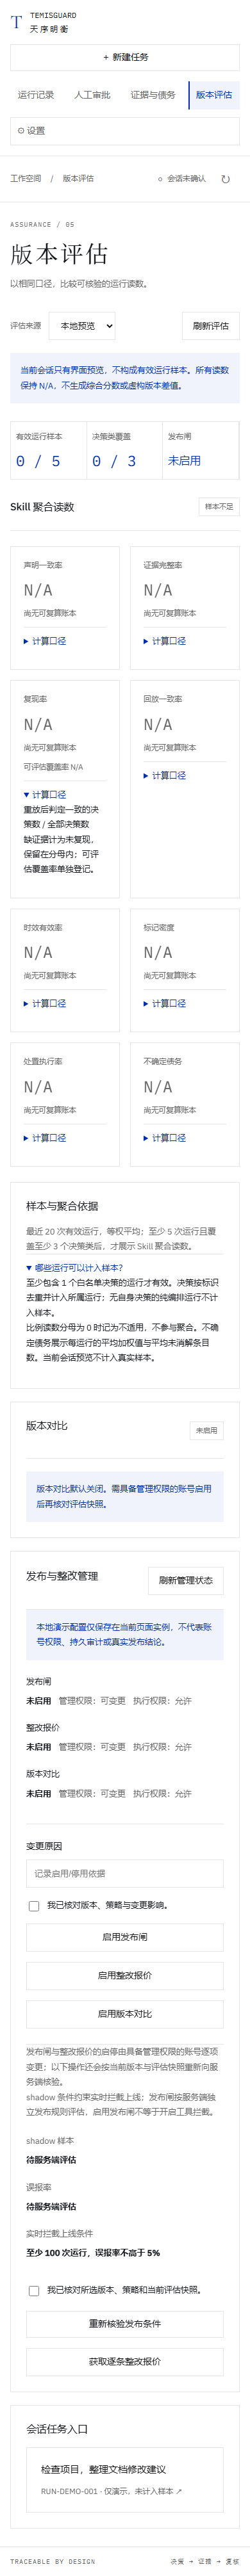 T
TEMISGUARD
天序明衡
+ 新建任务
运行记录 人工审批 证据与债务 版本评估
⚙ 设置
工作空间 / 版本评估 会话未确认 ↻
ASSURANCE / 05
版本评估
以相同口径，比较可核验的运行读数。
评估来源 本地预览 刷新评估
当前会话只有界面预览，不构成有效运行样本。所有读数
保持 N/A，不生成综合分数或虚构版本差值。
有效运行样本 决策类覆盖 发布闸
0 / 5 0 / 3 未启用
Skill 聚合读数 样本不足
声明一致率 证据完整率
N/A N/A
尚无可复算账本 尚无可复算账本
▶ 计算口径 ▶ 计算口径
复现率 回放一致率
N/A N/A
尚无可复算账本 尚无可复算账本
可评估覆盖率 N/A
▶ 计算口径
▼ 计算口径
重放后判定一致的决
策数 / 全部决策数
缺证据计为未复现，
保留在分母内；可评
估覆盖率单独登记。
时效有效率 标记密度
N/A N/A
尚无可复算账本 尚无可复算账本
▶ 计算口径 ▶ 计算口径
处置执行率 不确定债务
N/A N/A
尚无可复算账本 尚无可复算账本
▶ 计算口径 ▶ 计算口径
样本与聚合依据
最近 20 次有效运行，等权平均；至少 5 次运行且覆
盖至少 3 个决策类后，才展示 Skill 聚合读数。
▼ 哪些运行可以计入样本？
至少包含 1 个白名单决策的运行才有效。决策按标识
去重并计入所属运行；无自身决策的纯编排运行不计
入样本。
比例读数分母为 0 时记为不适用，不参与聚合。不确
定债务展示每运行的平均加权值与平均未消解条目
数。当前会话预览不计入真实样本。
版本对比 未启用
版本对比默认关闭。需具备管理权限的账号启用
后再核对评估快照。
发布与整改管理 刷新管理状态
本地演示配置仅保存在当前页面实例，不代表账
号权限、持久审计或真实发布结论。
发布闸
未启用 管理权限：可变更 执行权限：允许
整改报价
未启用 管理权限：可变更 执行权限：允许
版本对比
未启用 管理权限：可变更 执行权限：允许
变更原因
记录启用/停用依据
我已核对版本、策略与变更影响。
启用发布闸
启用整改报价
启用版本对比
发布闸与整改报价的启停由具备管理权限的账号逐项
变更；以下操作还会按当前版本与评估快照重新向服
务端核验。
shadow 条件约束实时拦截上线；发布闸按服务端独
立发布规则评估，启用发布闸不等于开启工具拦截。
shadow 样本
待服务端评估
误报率
待服务端评估
实时拦截上线条件
至少 100 次运行，误报率不高于 5%
我已核对所选版本、策略和当前评估快照。
重新核验发布条件
获取逐条整改报价
会话任务入口
检查项目，整理文档修改建议
RUN-DEMO-001 · 仅演示，未计入样本 ↗
TRACEABLE BY DESIGN 决策 → 证据 → 复核